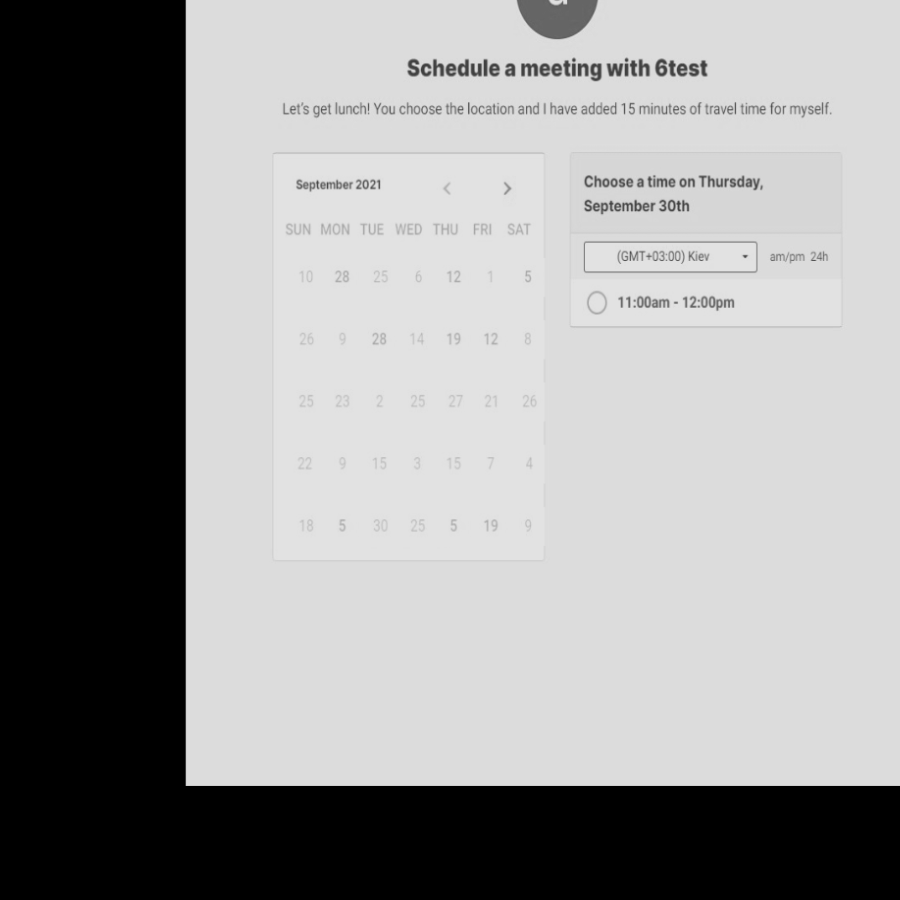 Schedule a meeting with 6test
Let's get lunch! You choose the location and I have added 15 minutes of travel time for myself.
September 2021
SUN MON TUE WED THU FRI SAT
10 28 25 6 12 1 5
26 9 28 14 19 12 8
25 23 2 25 27 21 26
22 9 15 3 15 7 4
18 5 30 25 5 19 9
Choose a time on Thursday,
September 30th
(GMT+03:00) Kiev am/pm 24h
11:00am - 12:00pm